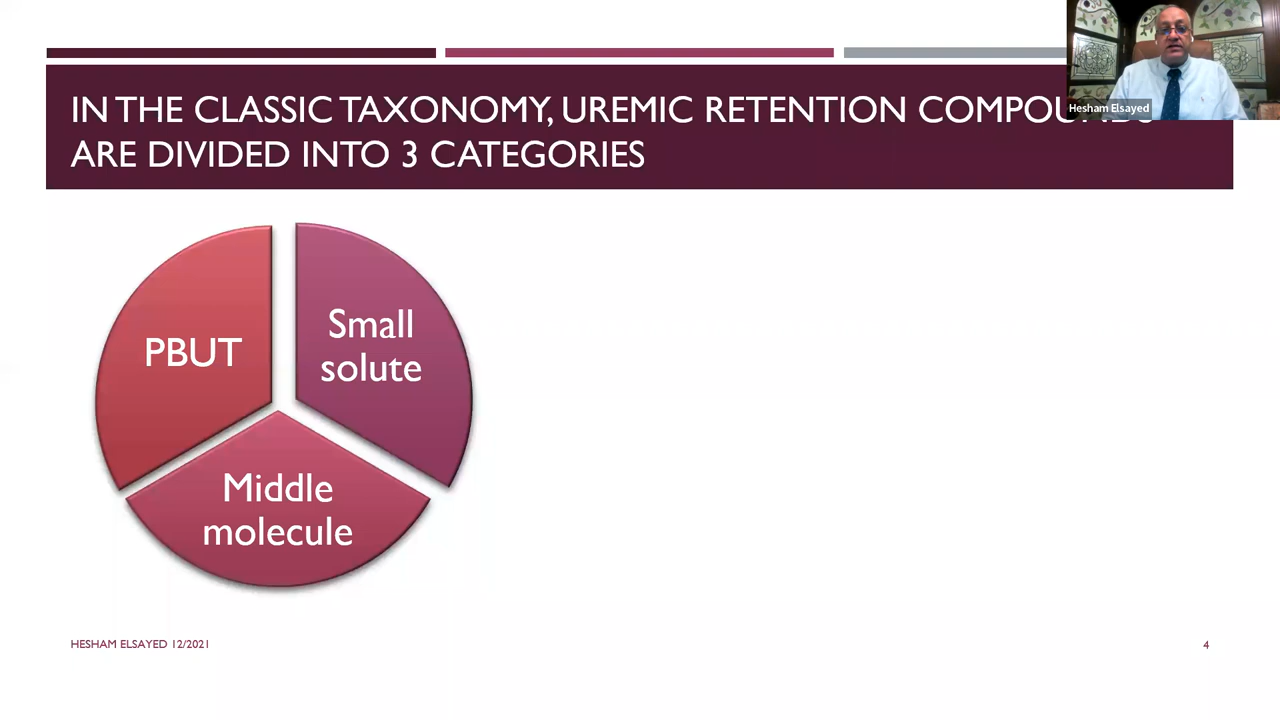 IN THE CLASSIC TAXONOMY, UREMIC RETENTION COMPOUNDS
ARE DIVIDED INTO 3 CATEGORIES
Hesham Elsayed
PBUT
Small
solute
Middle
molecule
HESHAM ELSAYED 12/2021
4